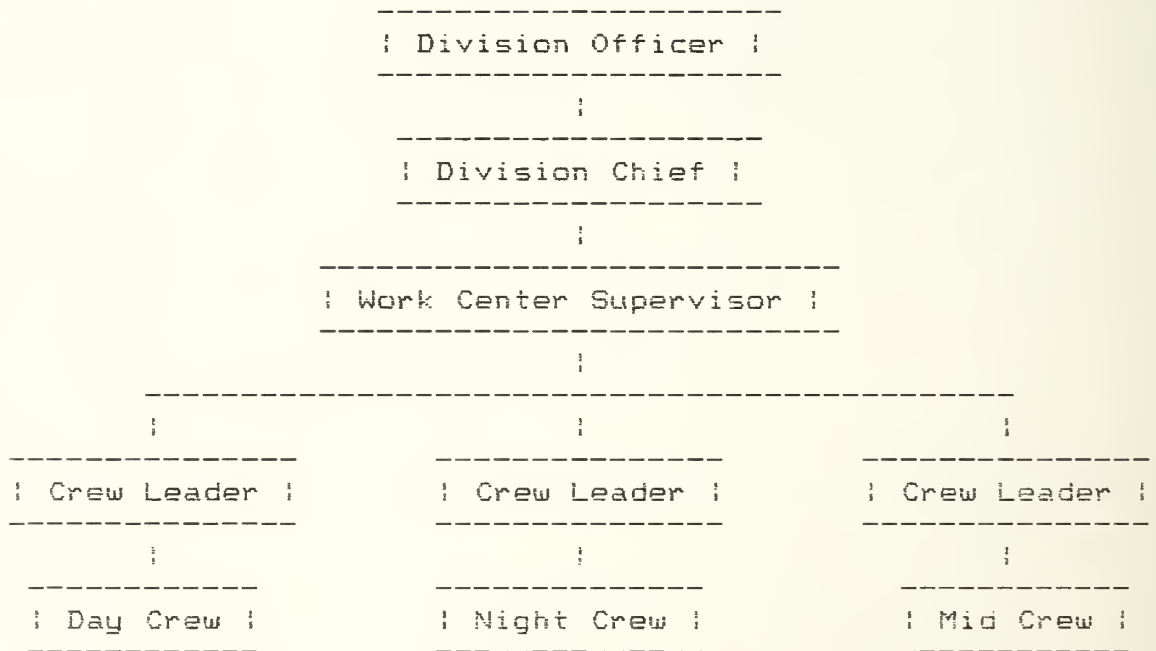 Division Officer
Division Chief
Work Center Supervisor
Crew Leader Crew Leader Crew Leader
Day Crew Night Crew Mid Crew